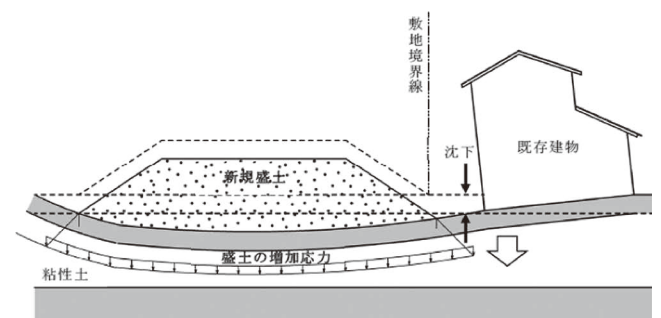 敷地境界線
沈下
既存建物
新規盛土
盛土の増加応力
粘性土